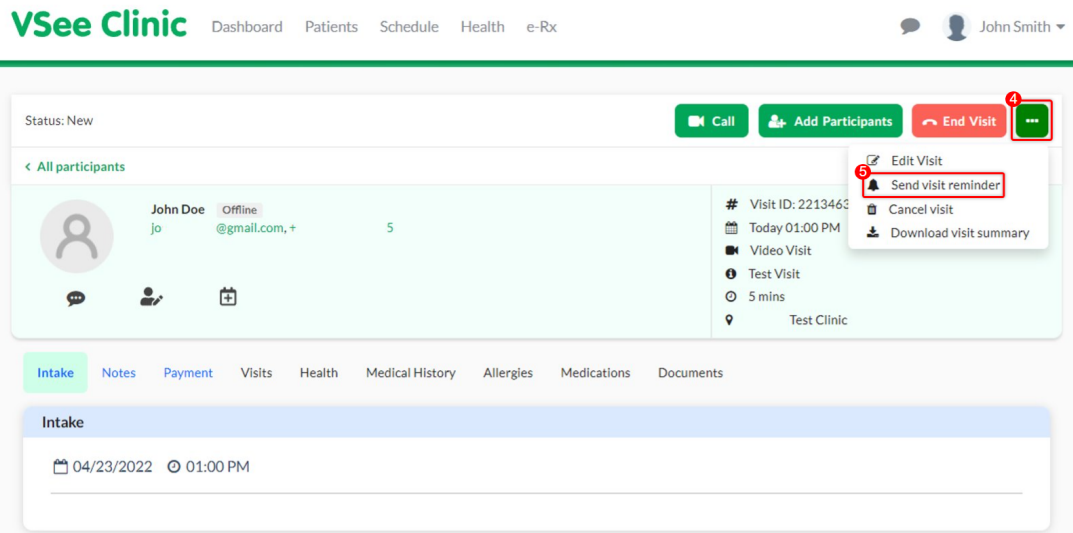 VSee Clinic Dashboard Patients Schedule Health e-Rx John Smith
4
Status: New Call Add Participants End Visit ...
< All participants
Edit Visit
5
Send visit reminder
Cancel visit
Download visit summary
John Doe Offline
jo @gmail.com, + 5
# Visit ID: 2213463
Today 01:00 PM
Video Visit
Test Visit
5 mins
Test Clinic
Intake Notes Payment Visits Health Medical History Allergies Medications Documents
Intake
04/23/2022 01:00 PM